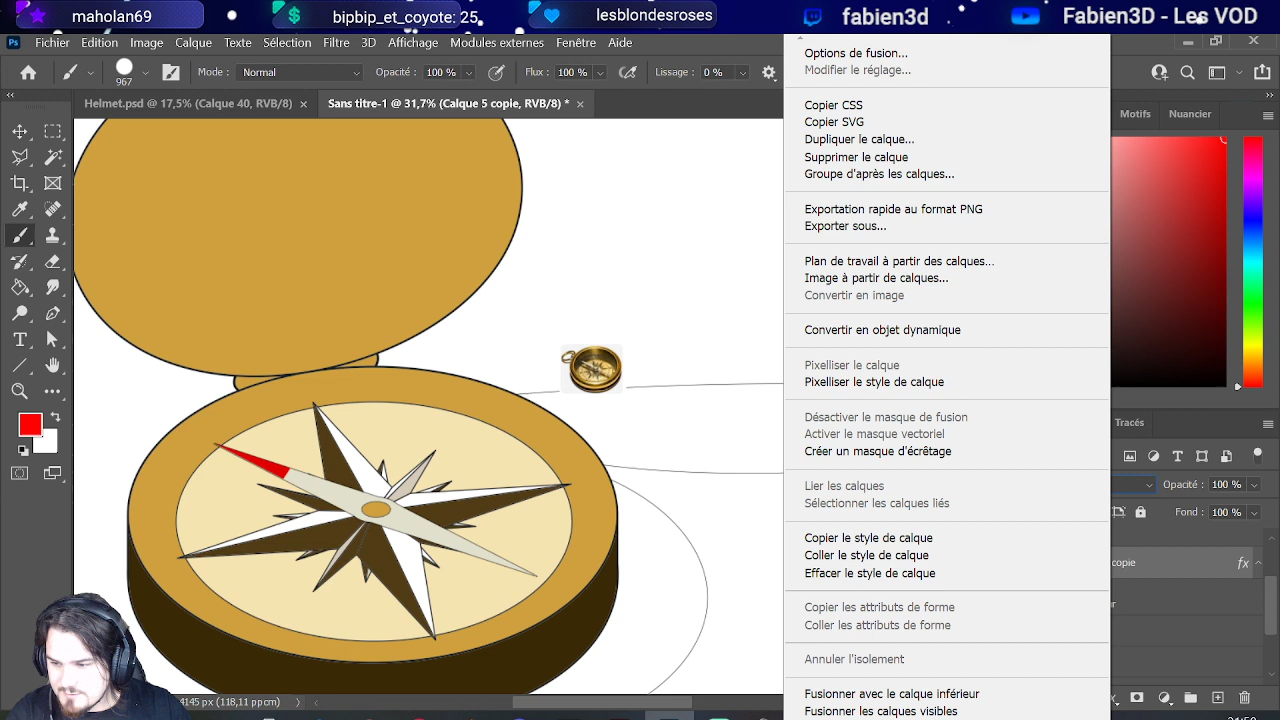 maholan69
bipbip_et_coyote: 25
lesblondesroses
fabien3d
Fabien3D - Les VOD
Ps Fichier Edition Image Calque Texte Sélection Filtre 3D Affichage Modules externes Fenêtre Aide
967 Mode : Normal Opacité : 100 % Flux : 100 % Lissage : 0 %
Helmet.psd @ 17,5% (Calque 40, RVB/8) ×
Sans titre-1 @ 31,7% (Calque 5 copie, RVB/8) * ×
Options de fusion...
Modifier le réglage...
Copier CSS
Copier SVG
Dupliquer le calque...
Supprimer le calque
Groupe d'après les calques...
Exportation rapide au format PNG
Exporter sous...
Plan de travail à partir des calques...
Image à partir de calques...
Convertir en image
Convertir en objet dynamique
Pixelliser le calque
Pixelliser le style de calque
Désactiver le masque de fusion
Activer le masque vectoriel
Créer un masque d'écrêtage
Lier les calques
Sélectionner les calques liés
Copier le style de calque
Coller le style de calque
Effacer le style de calque
Copier les attributs de forme
Coller les attributs de forme
Annuler l'isolement
Fusionner avec le calque inférieur
Fusionner les calques visibles
Motifs Nuancier
Tracés
Opacité : 100 %
Fond : 100 %
copie fx
4145 px (118,11 ppcm)